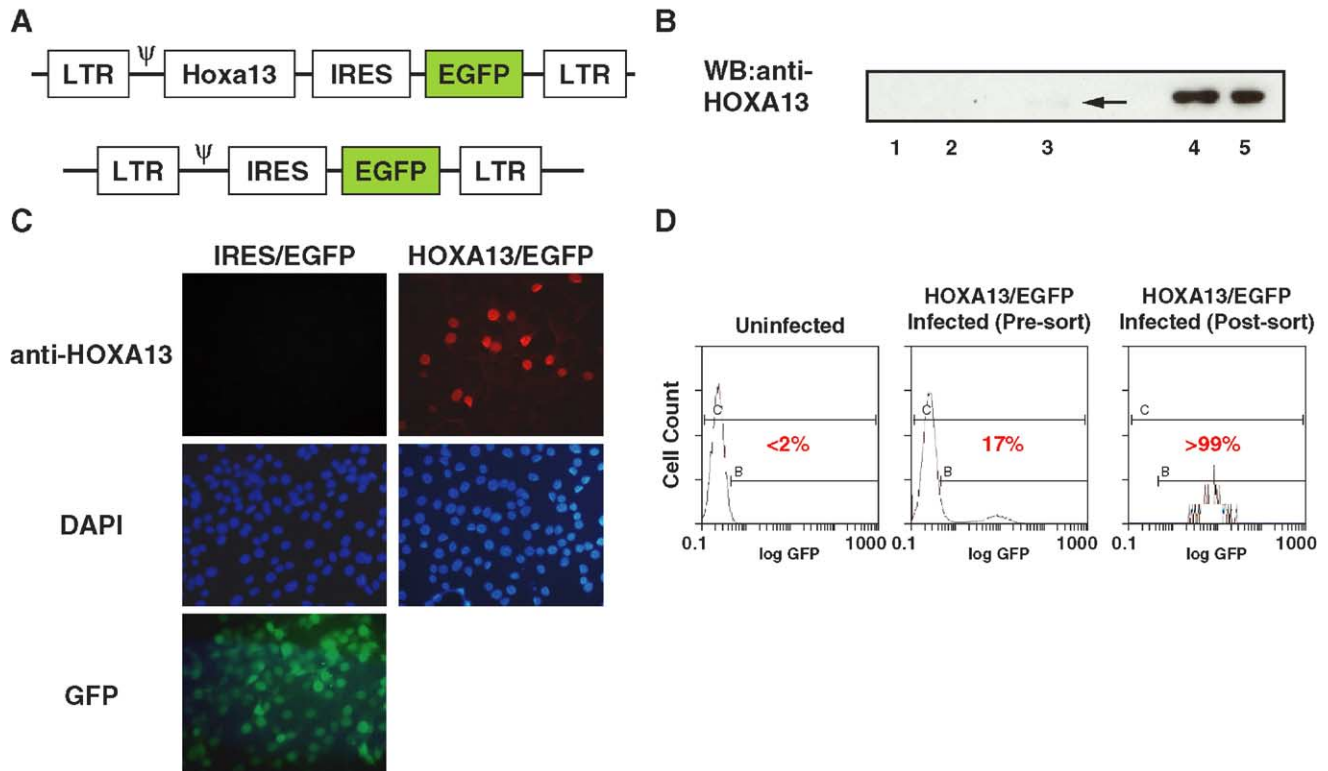 A
LTR ψ Hoxa13 IRES EGFP LTR
LTR ψ IRES EGFP LTR
B
WB:anti-
HOXA13
1 2 3 4 5
C
IRES/EGFP HOXA13/EGFP
anti-HOXA13
DAPI
GFP
D
Uninfected
HOXA13/EGFP
Infected (Pre-sort)
HOXA13/EGFP
Infected (Post-sort)
Cell Count
C
<2%
B
0.1 log GFP 1000
C
17%
B
0.1 log GFP 1000
C
>99%
B
0.1 log GFP 1000